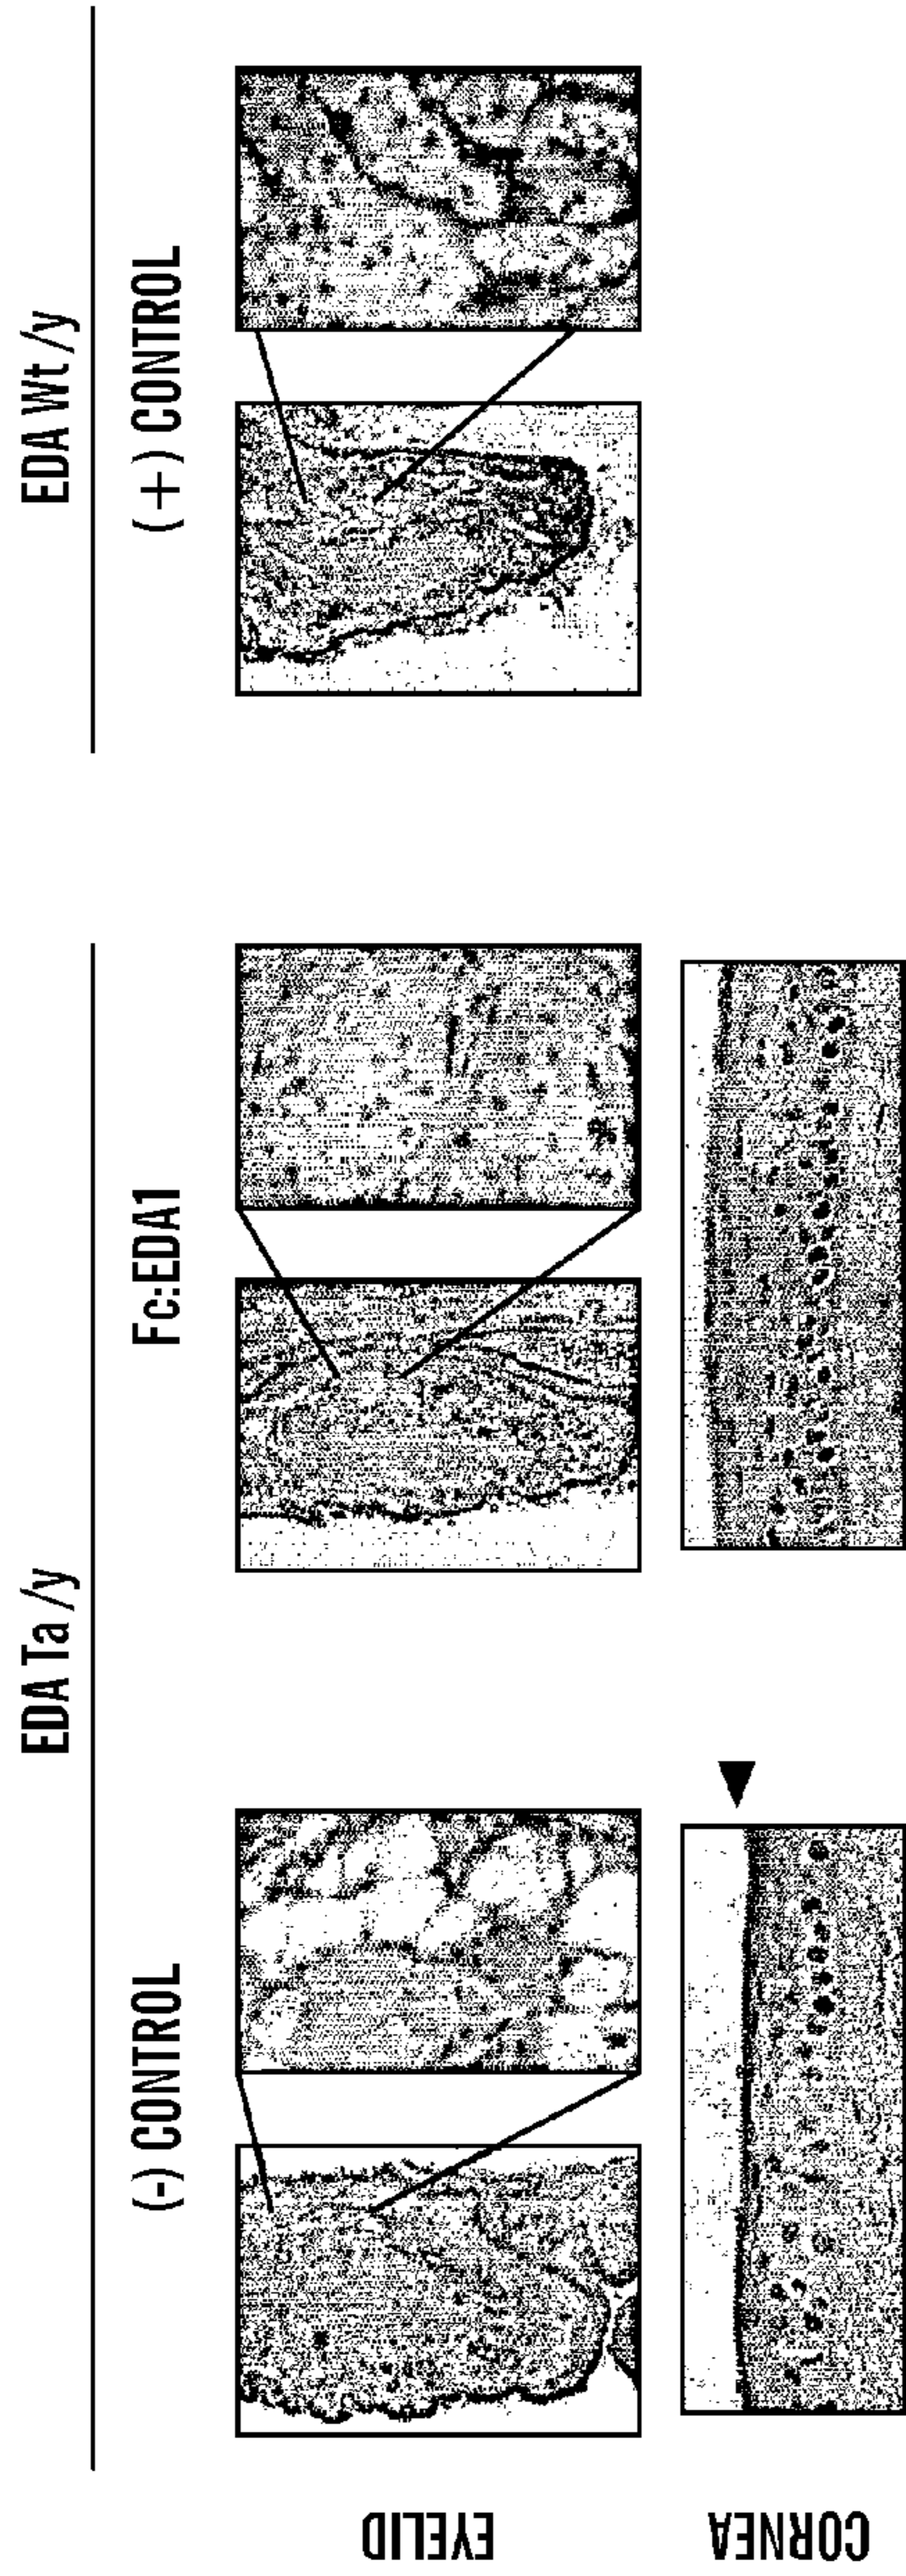 EDA Ta /y
EDA Wt /y
(-) CONTROL
Fc:EDA1
(+) CONTROL
EYELID
CORNEA